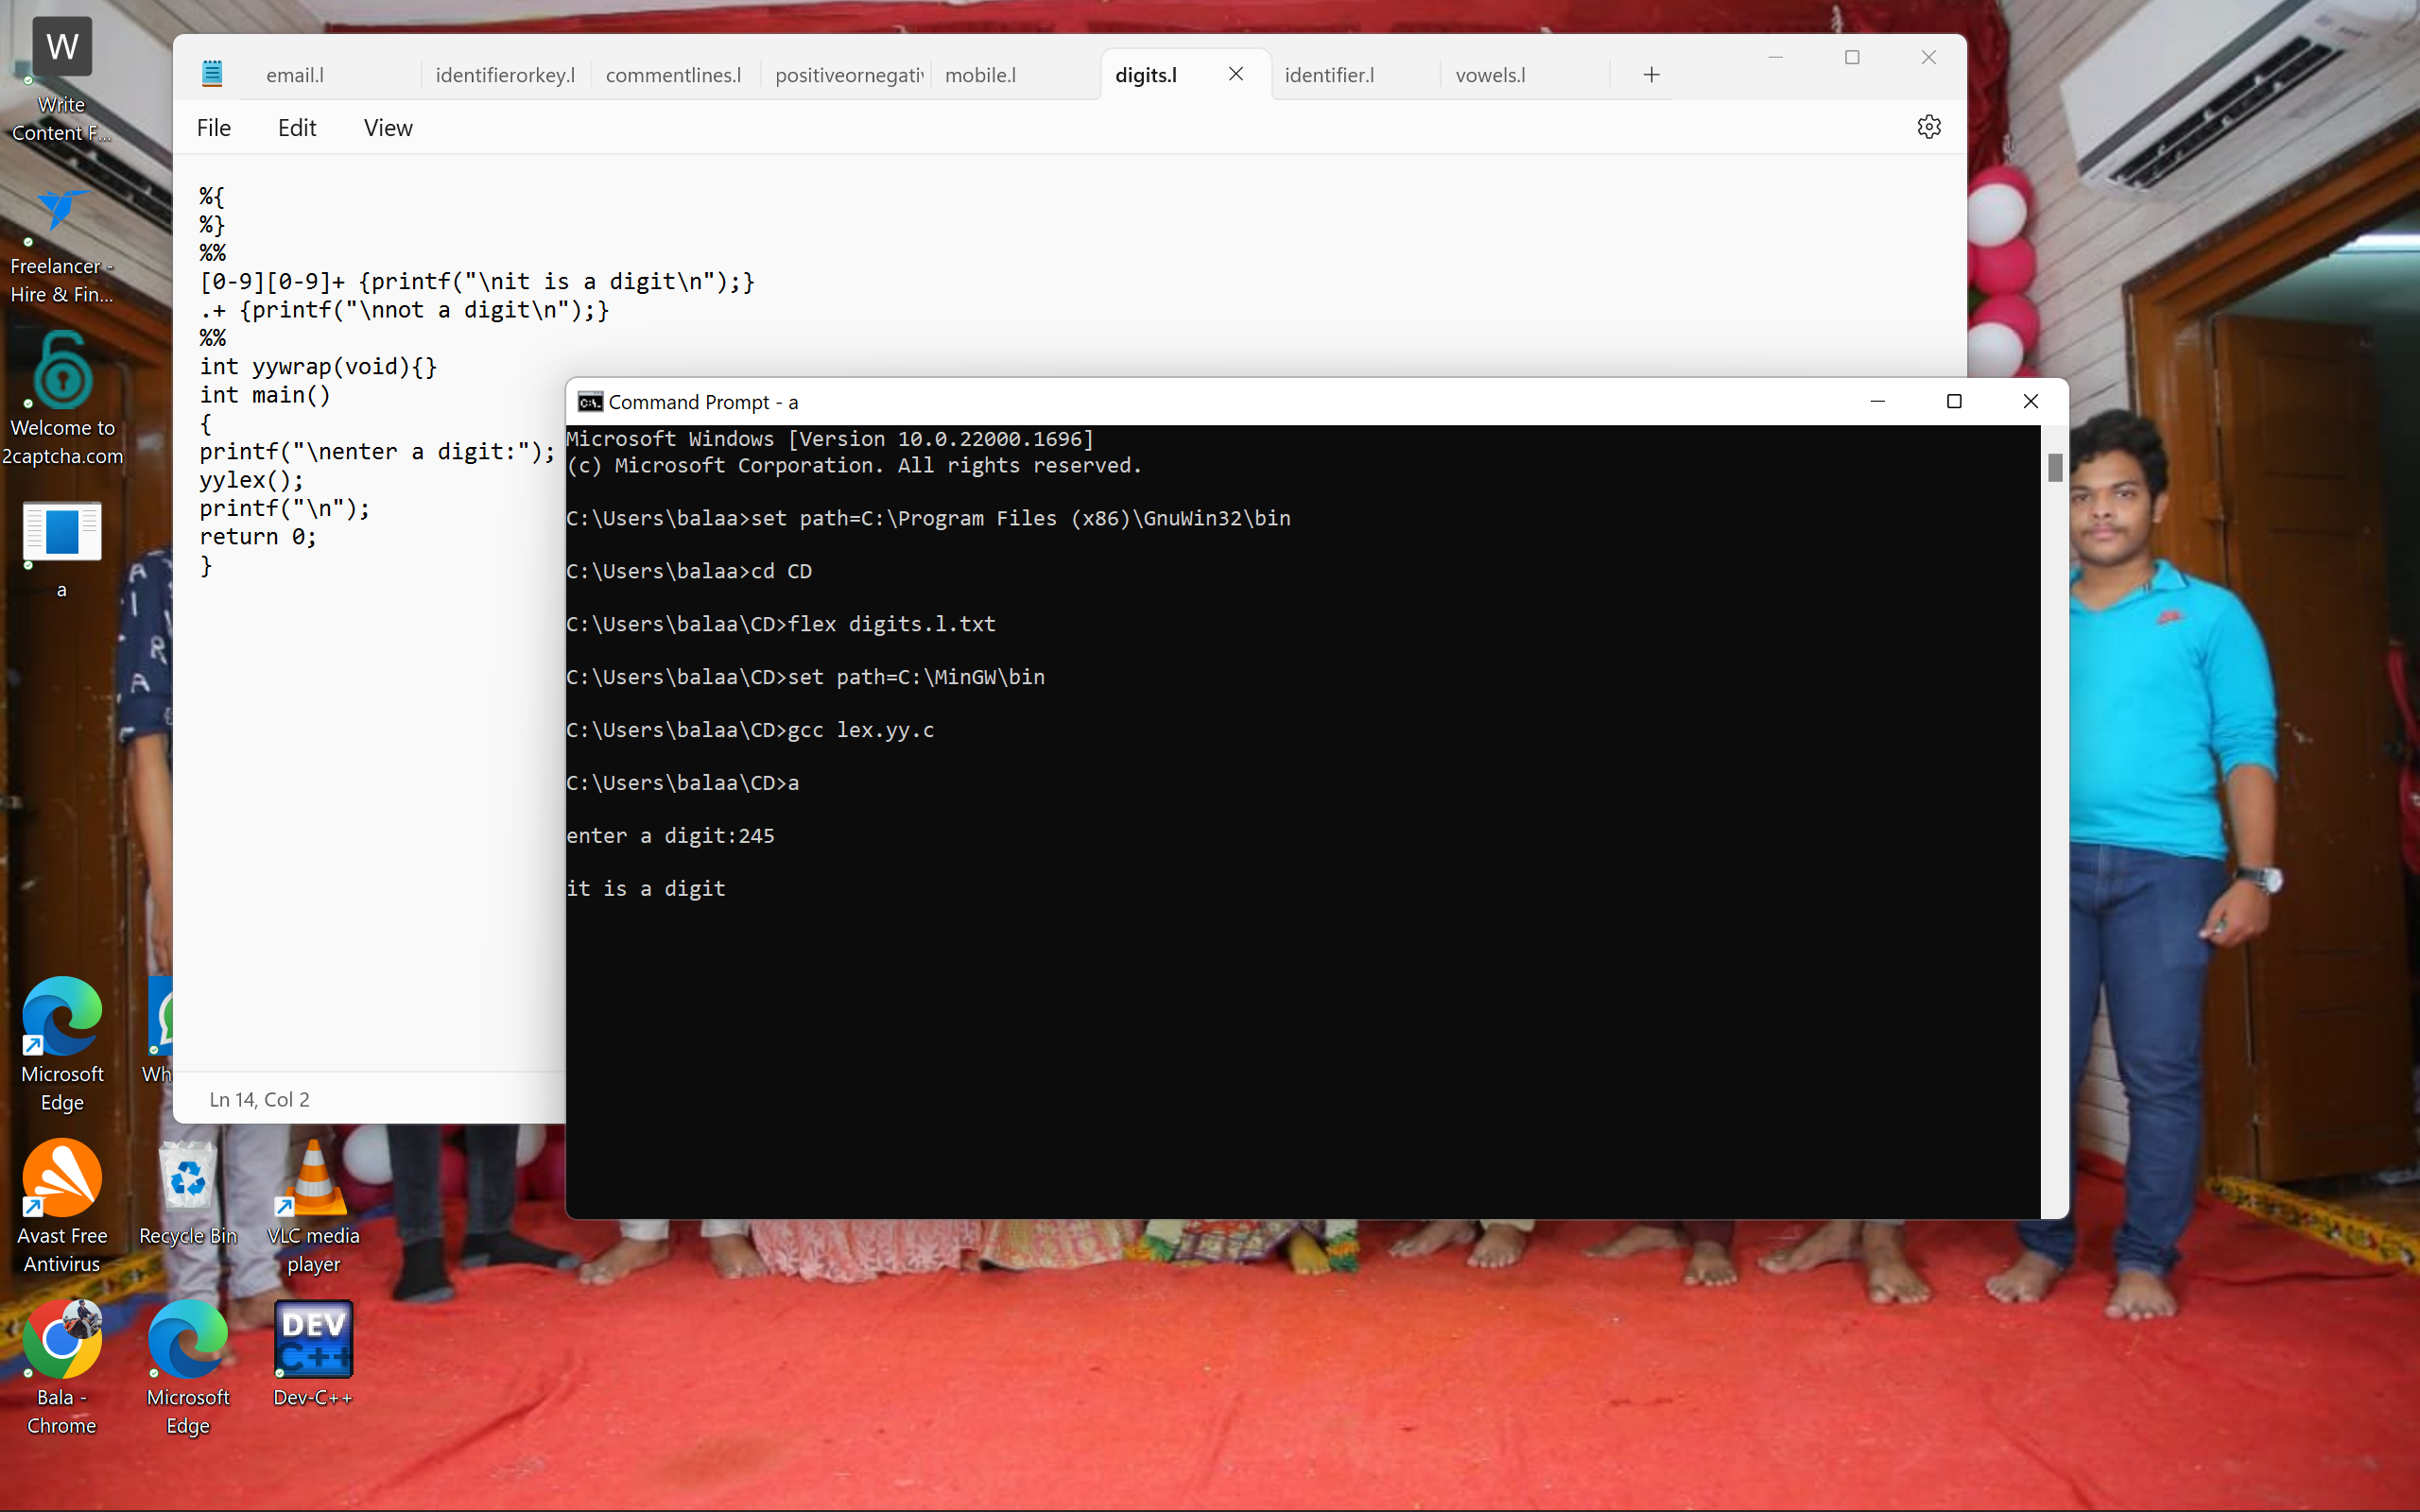 W
Write
Content F...
Freelancer -
Hire & Fin...
Welcome to
2captcha.com
a
Microsoft
Edge
Wh
Avast Free
Antivirus
Recycle Bin
VLC media
player
Bala -
Chrome
Microsoft
Edge
DEV
C++
Dev-C++
email.l
identifierorkey.l
commentlines.l
positiveornegativ
mobile.l
digits.l
identifier.l
vowels.l
File Edit View
%{
%}
%%
[0-9][0-9]+ {printf("\nit is a digit\n");}
.+ {printf("\nnot a digit\n");}
%%
int yywrap(void){}
int main()
{
printf("\nenter a digit:");
yylex();
printf("\n");
return 0;
}
Ln 14, Col 2
C:\. Command Prompt - a
Microsoft Windows [Version 10.0.22000.1696]
(c) Microsoft Corporation. All rights reserved.
C:\Users\balaa>set path=C:\Program Files (x86)\GnuWin32\bin
C:\Users\balaa>cd CD
C:\Users\balaa\CD>flex digits.l.txt
C:\Users\balaa\CD>set path=C:\MinGW\bin
C:\Users\balaa\CD>gcc lex.yy.c
C:\Users\balaa\CD>a
enter a digit:245
it is a digit